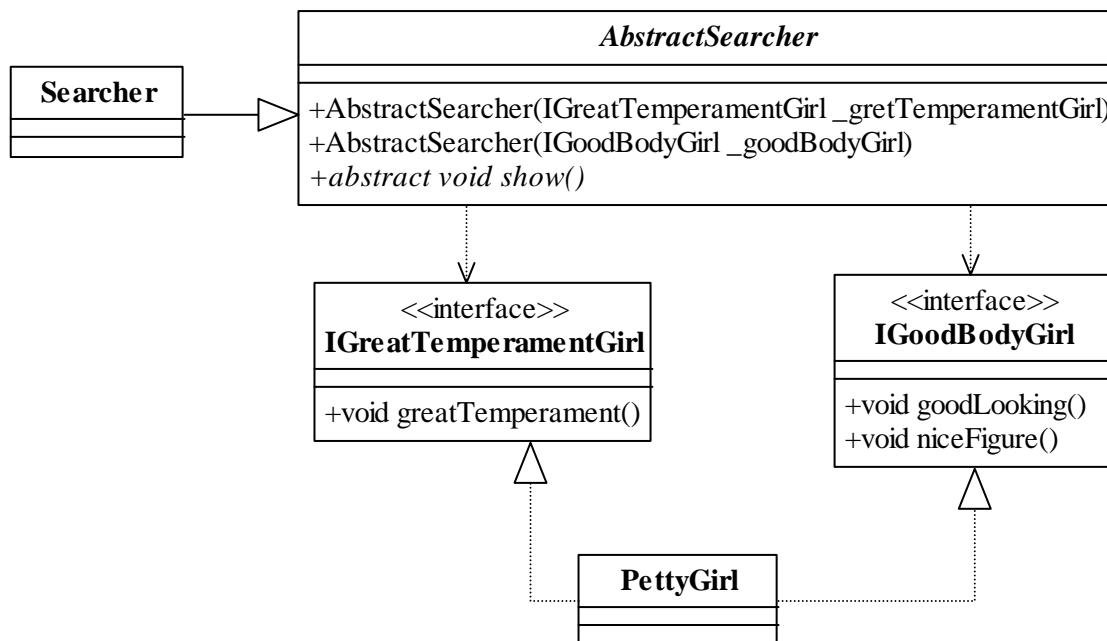 AbstractSearcher
Searcher
+AbstractSearcher(IGreatTemperamentGirl _gretTemperamentGirl)
+AbstractSearcher(IGoodBodyGirl _goodBodyGirl)
+abstract void show()
<<interface>>
IGreatTemperamentGirl
+void greatTemperament()
<<interface>>
IGoodBodyGirl
+void goodLooking()
+void niceFigure()
PettyGirl